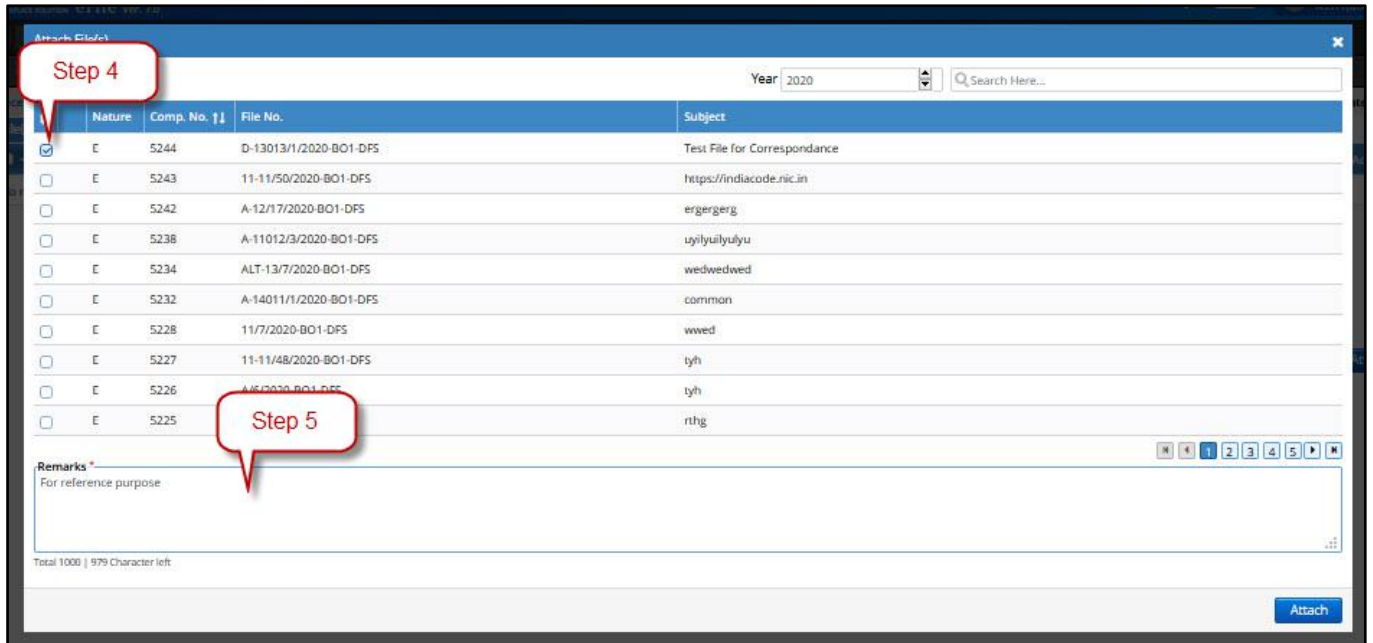 eFile
Attach File(s)
Step 4
Year 2020 Search Here...
Nature Comp. No. File No. Subject
E 5244 D-13013/1/2020-BO1-DFS Test File for Correspondance
E 5243 11-11/50/2020-BO1-DFS https://indiacode.nic.in
E 5242 A-12/17/2020-BO1-DFS ergergerg
E 5238 A-11012/3/2020-BO1-DFS uyilyuilyulyu
E 5234 ALT-13/7/2020-BO1-DFS wedwedwed
E 5232 A-14011/1/2020-BO1-DFS common
E 5228 11/7/2020-BO1-DFS wwed
E 5227 11-11/48/2020-BO1-DFS tyh
E 5226 A/6/2020-BO1-DFS tyh
E 5225 rthg
Step 5
1 2 3 4 5
Remarks *
For reference purpose
Total 1000 | 979 Character left
Attach